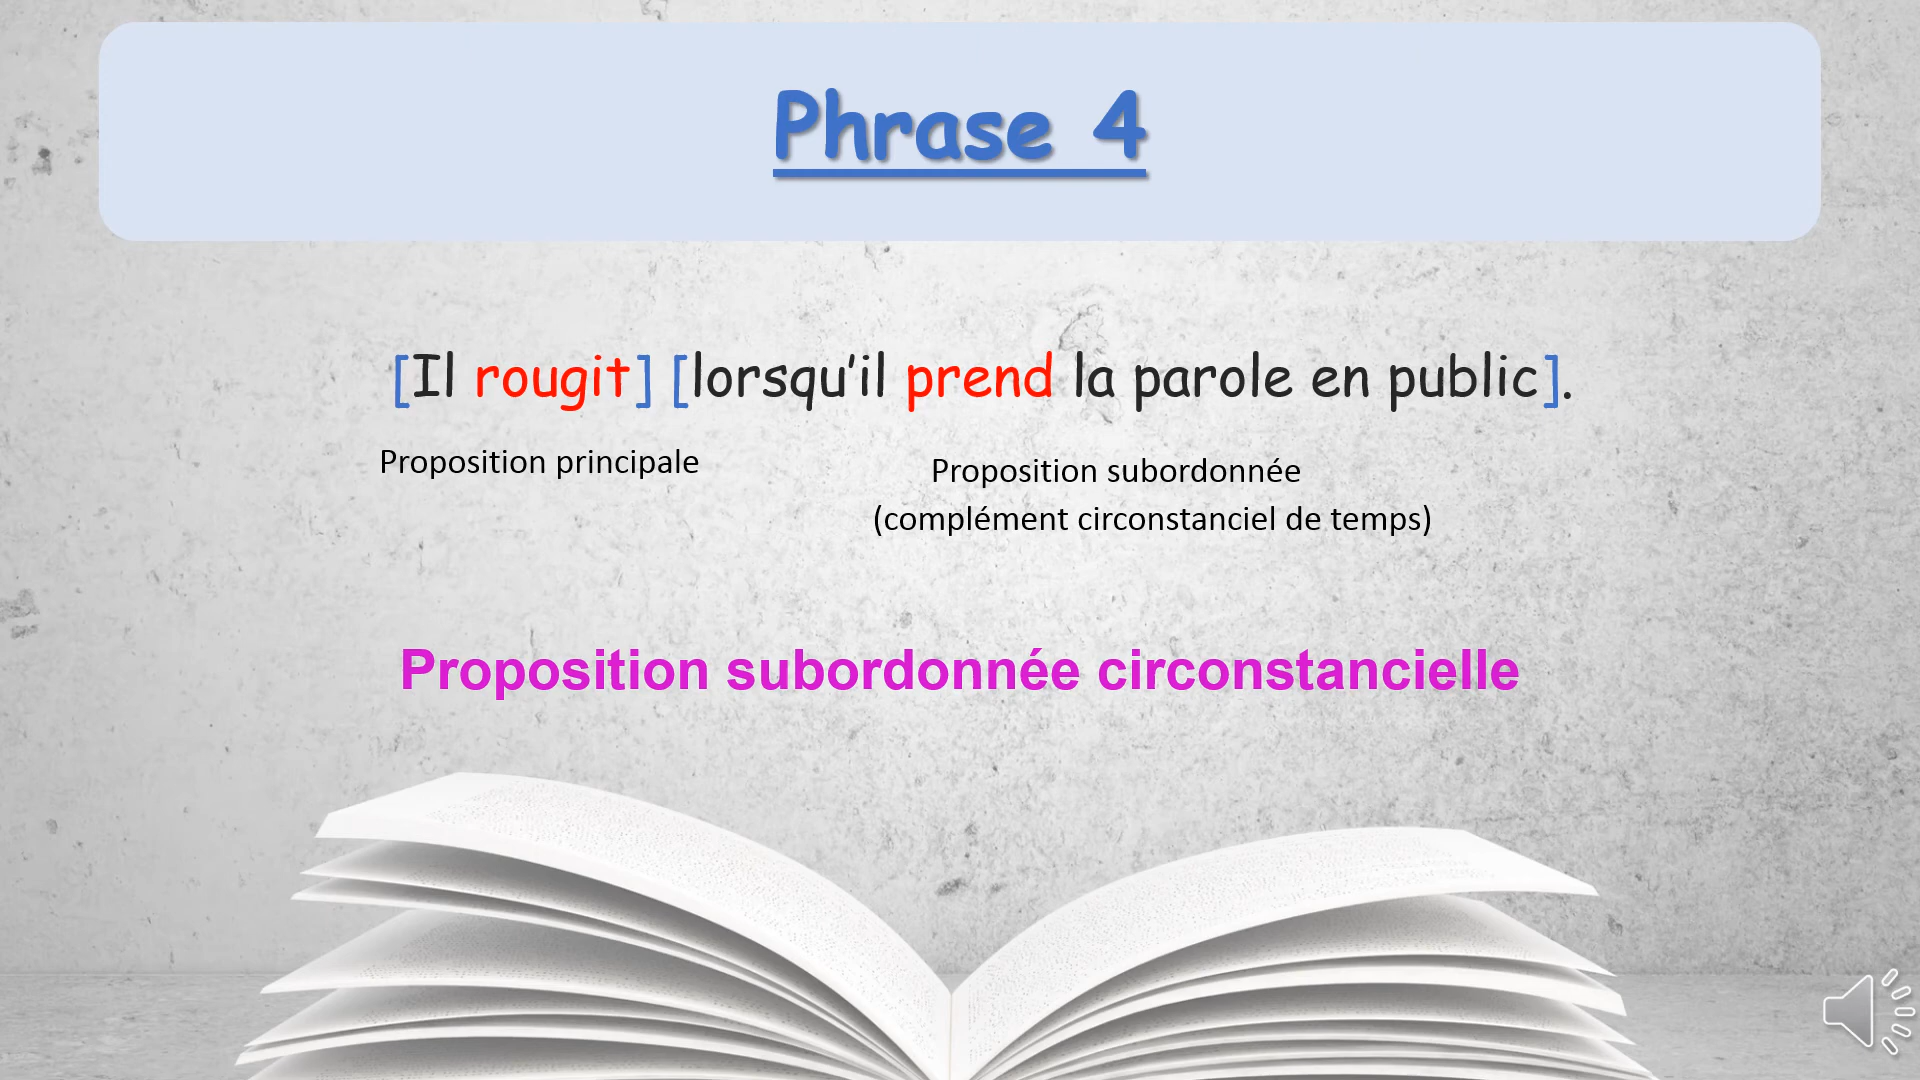 Phrase 4
[Il rougit] [lorsqu’il prend la parole en public].
Proposition principale
Proposition subordonnée
(complément circonstanciel de temps)
Proposition subordonnée circonstancielle